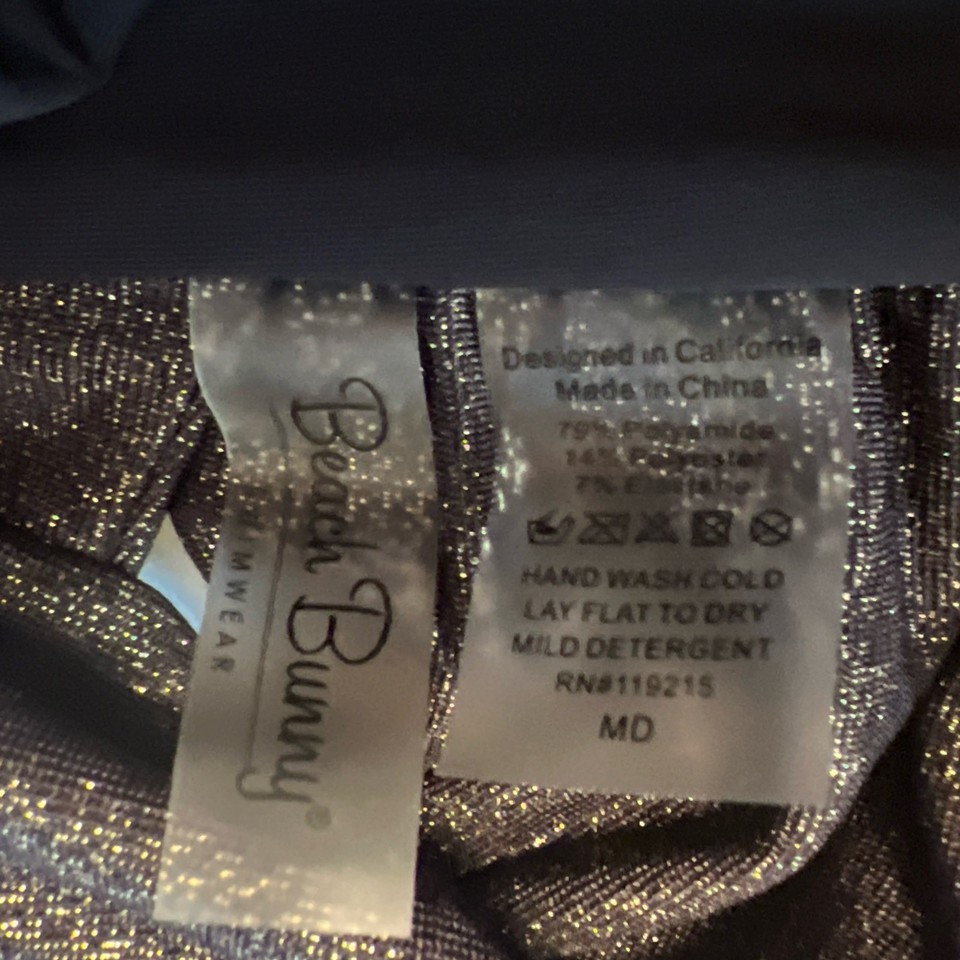 Beach Bunny®
SWIMWEAR
Designed in California
Made in China
79% Polyamide
14% Polyester
7% Elastane
HAND WASH COLD
LAY FLAT TO DRY
MILD DETERGENT
RN#119215
MD